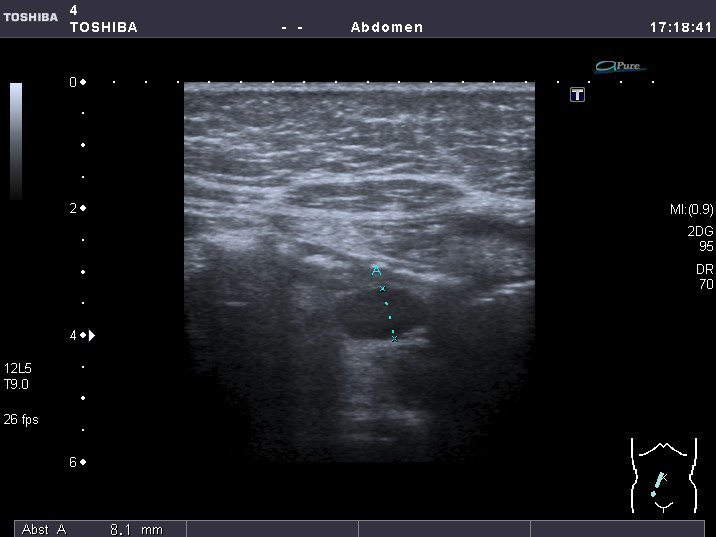 TOSHIBA
4
TOSHIBA - - Abdomen 17:18:41
APure
T
0
2
4
6
A
MI:(0.9)
2DG
95
DR
70
12L5
T9.0
26 fps
Abst A 8.1 mm